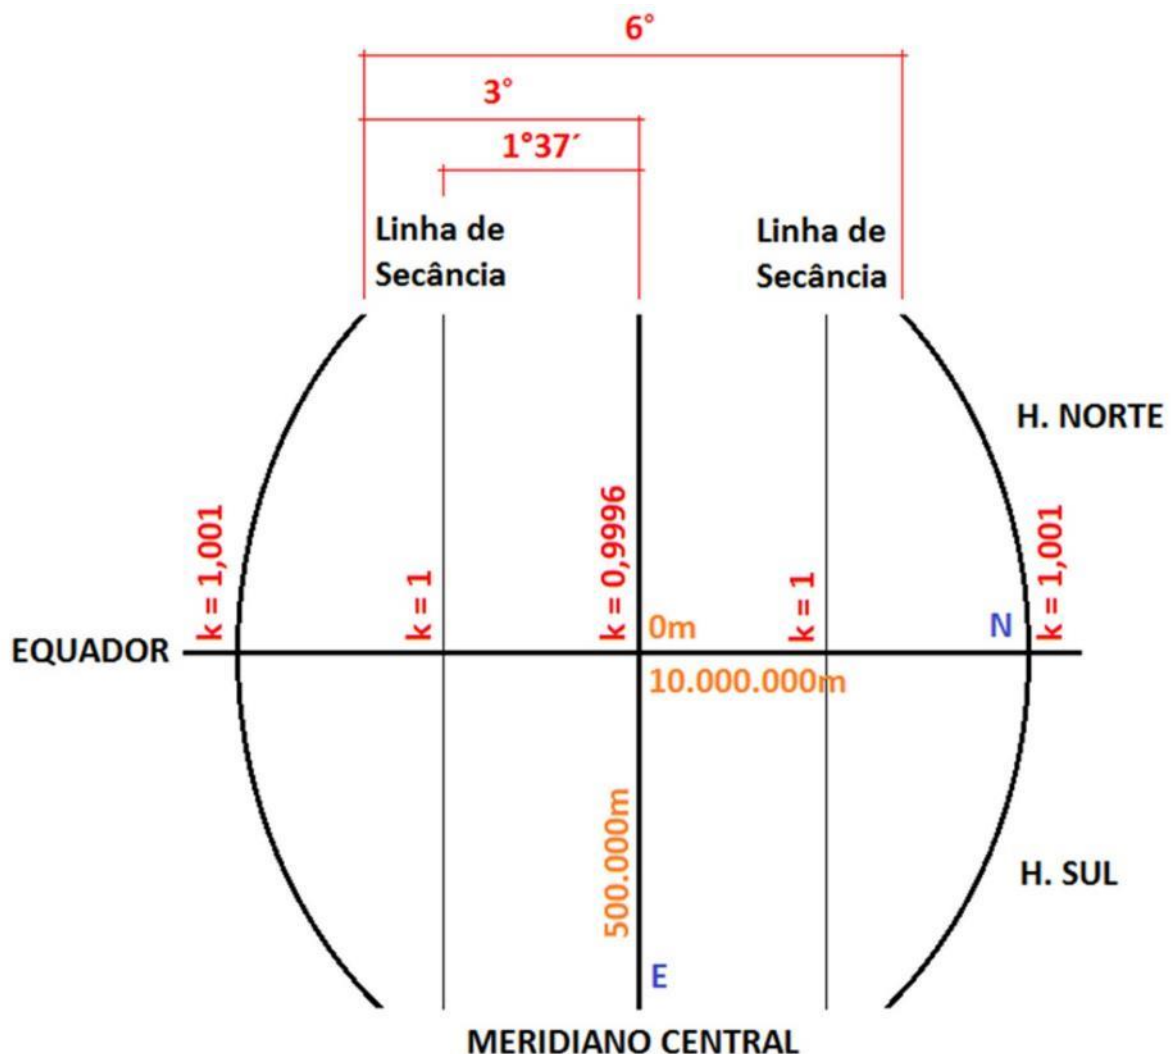 6°
3°
1°37´
Linha de
Secância
Linha de
Secância
H. NORTE
k = 1,001
k = 1
k = 0,9996
k = 1
k = 1,001
0m
N
EQUADOR
10.000.000m
500.000m
H. SUL
E
MERIDIANO CENTRAL